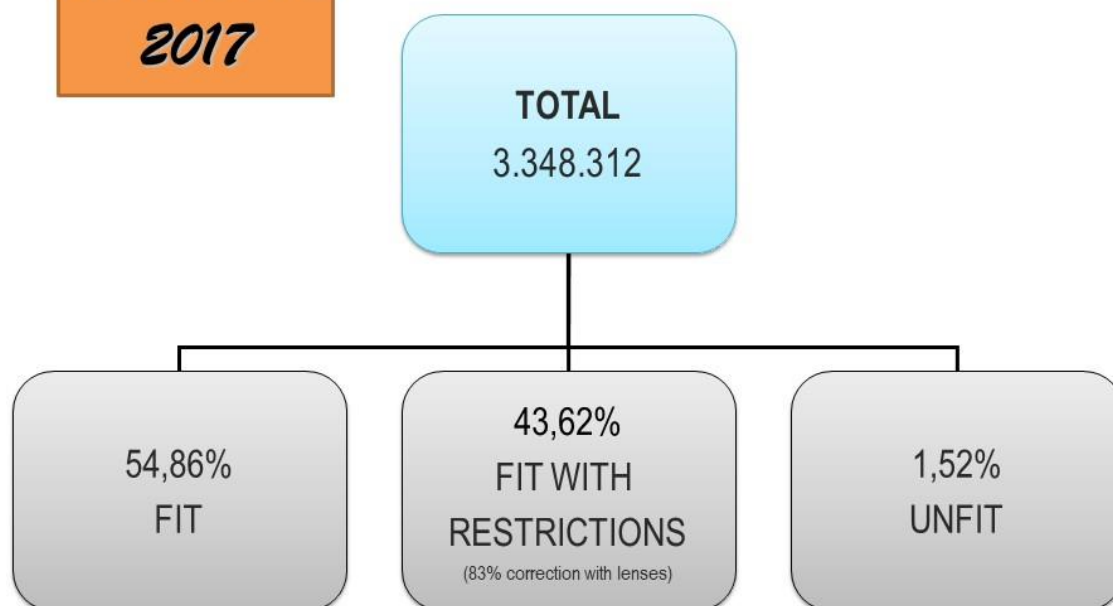 2017
TOTAL
3.348.312
54,86%
FIT
43,62%
FIT WITH
RESTRICTIONS
(83% correction with lenses)
1,52%
UNFIT